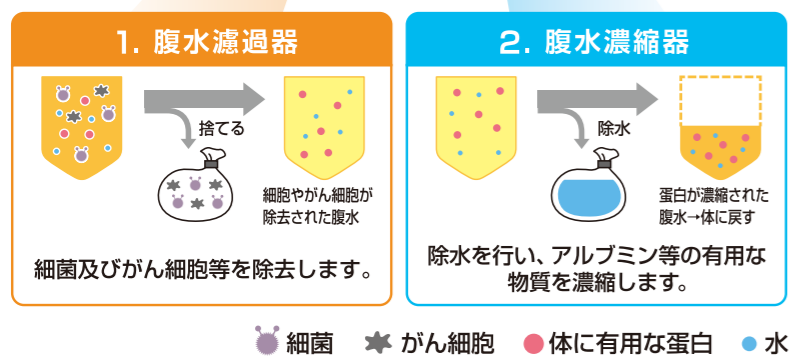 1. 腹水濾過器
捨てる
細胞やがん細胞が
除去された腹水
細菌及びがん細胞等を除去します。
2. 腹水濃縮器
除水
蛋白が濃縮された
腹水→体に戻す
除水を行い、アルブミン等の有用な
物質を濃縮します。
細菌 がん細胞 体に有用な蛋白 水